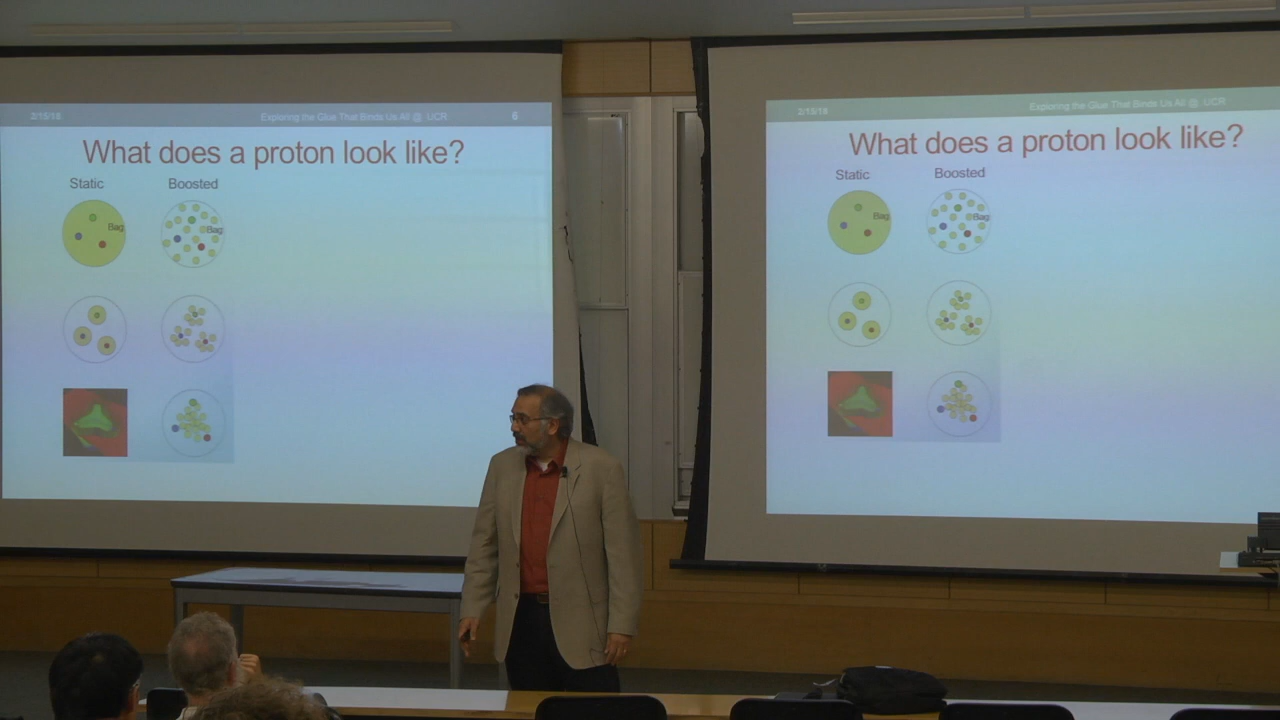 2/15/18 Exploring the Glue That Binds Us All @ UCR 6
What does a proton look like?
Static Boosted
Bag Bag
2/15/18 Exploring the Glue That Binds Us All @ UCR
What does a proton look like?
Static Boosted
Bag Bag